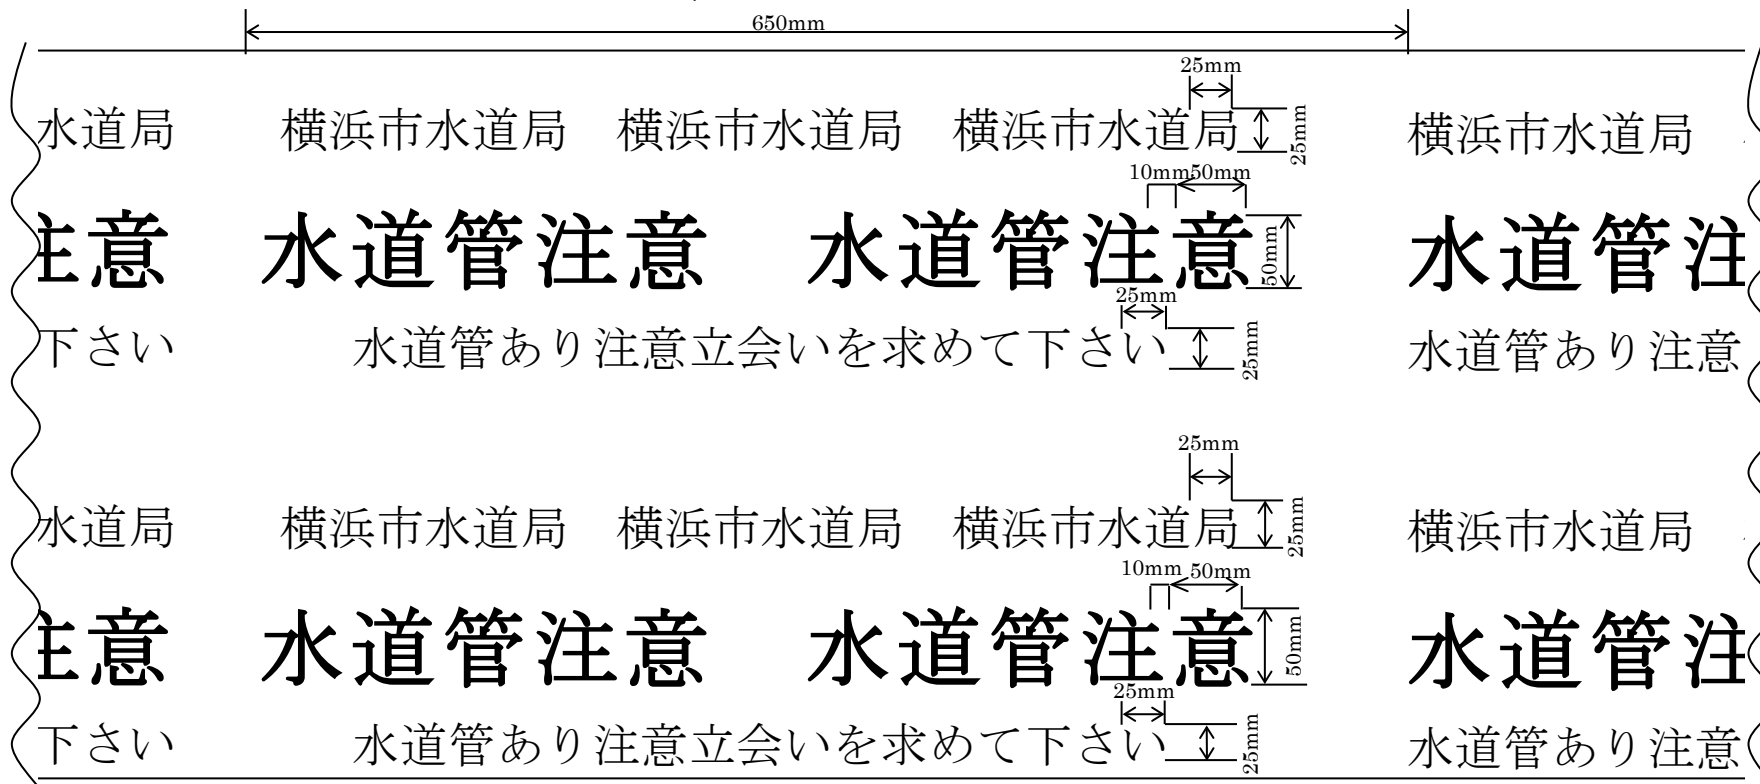 650mm
25mm
水道局 横浜市水道局 横浜市水道局 横浜市水道局 25mm 横浜市水道局
10mm 50mm
注意 水道管注意 水道管注意 50mm 水道管注
25mm
下さい 水道管あり注意立会いを求めて下さい 25mm 水道管あり注意
25mm
水道局 横浜市水道局 横浜市水道局 横浜市水道局 25mm 横浜市水道局
10mm 50mm
注意 水道管注意 水道管注意 50mm 水道管注
25mm
下さい 水道管あり注意立会いを求めて下さい 25mm 水道管あり注意